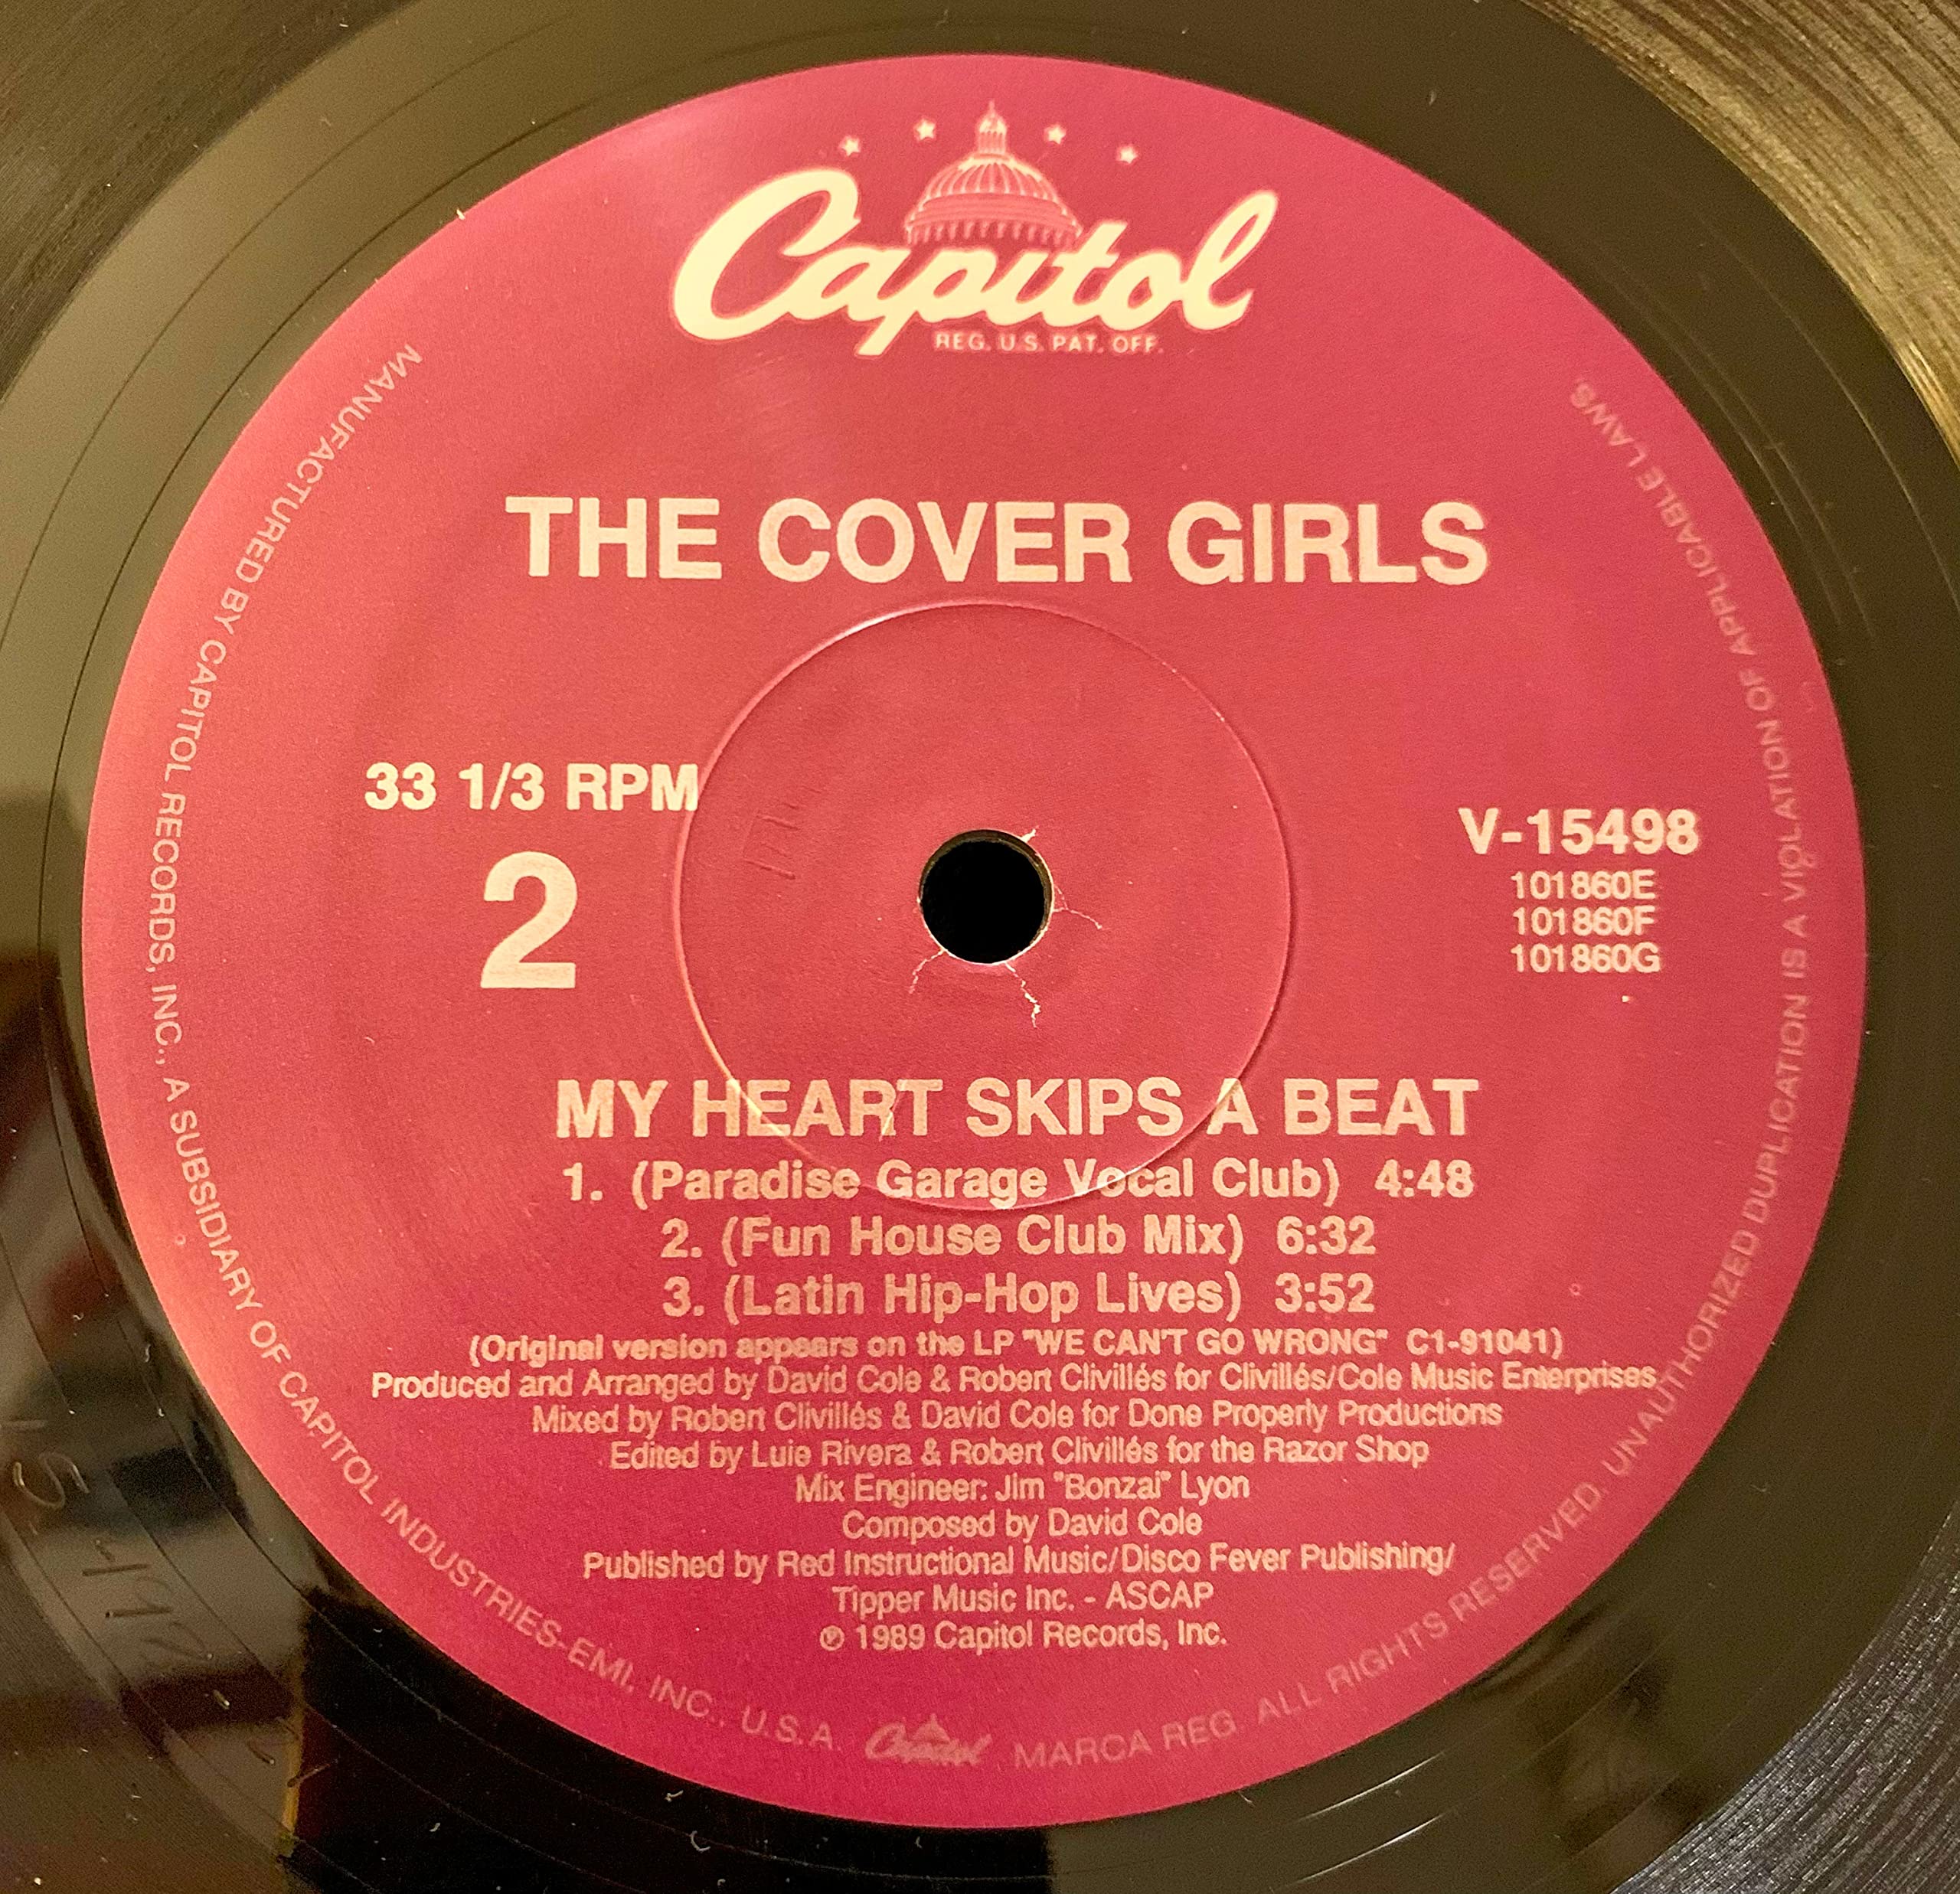 Capitol
REG. U.S. PAT. OFF.
THE COVER GIRLS
33 1/3 RPM
2
V-15498
101860E
101860F
101860G
MY HEART SKIPS A BEAT
1. (Paradise Garage Vocal Club) 4:48
2. (Fun House Club Mix) 6:32
3. (Latin Hip-Hop Lives) 3:52
(Original version appears on the LP "WE CAN'T GO WRONG" C1-91041)
Produced and Arranged by David Cole & Robert Clivillés for Clivillés/Cole Music Enterprises
Mixed by Robert Clivillés & David Cole for Done Properly Productions
Edited by Luie Rivera & Robert Clivillés for the Razor Shop
Mix Engineer: Jim "Bonzai" Lyon
Composed by David Cole
Published by Red Instructional Music/Disco Fever Publishing/
Tipper Music Inc. - ASCAP
℗ 1989 Capitol Records, Inc.
MANUFACTURED BY CAPITOL RECORDS, INC., A SUBSIDIARY OF CAPITOL INDUSTRIES-EMI, INC., U.S.A. Capitol MARCA REG. ALL RIGHTS RESERVED. UNAUTHORIZED DUPLICATION IS A VIOLATION OF APPLICABLE LAWS.